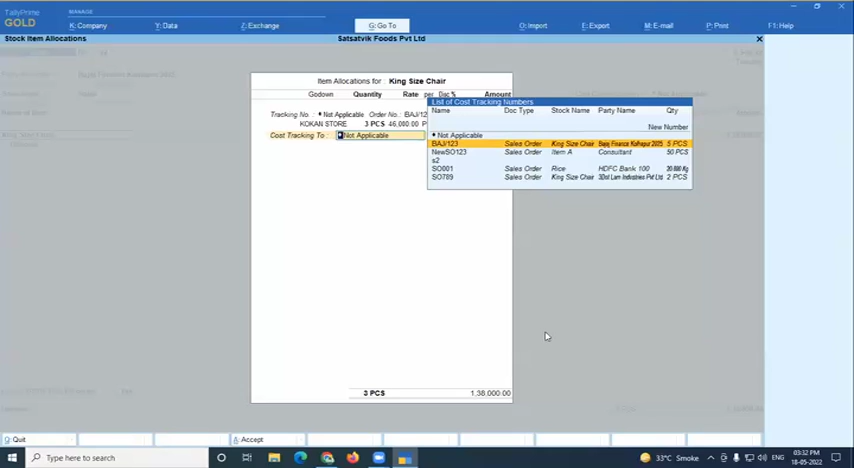 TallyPrime
GOLD
MANAGE
K: Company
Y: Data
Z: Exchange
G: Go To
O: Import
E: Export
M: E-mail
P: Print
F1: Help
Stock Item Allocations
Satsatvik Foods Pvt Ltd
Item Allocations for : King Size Chair
Godown Quantity Rate per Disc % Amount
Tracking No. : ♦ Not Applicable Order No.: BAJ/12
KOKAN STORE 3 PCS 46,000.00 P
Cost Tracking To : ♦ Not Applicable
List of Cost Tracking Numbers
Name Doc Type Stock Name Party Name Qty
New Number
♦ Not Applicable
BAJ/123 Sales Order King Size Chair Bajaj Finance Kolhapur 2025 5 PCS
NewSO123 Sales Order Item A Consultant 50 PCS
s2
SO001 Sales Order Rice HDFC Bank 100
SO789 Sales Order King Size Chair 2 PCS
3 PCS 1,38,000.00
Q: Quit
A: Accept
Type here to search
33°C Smoke
ENG
03:32 PM
18-05-2022